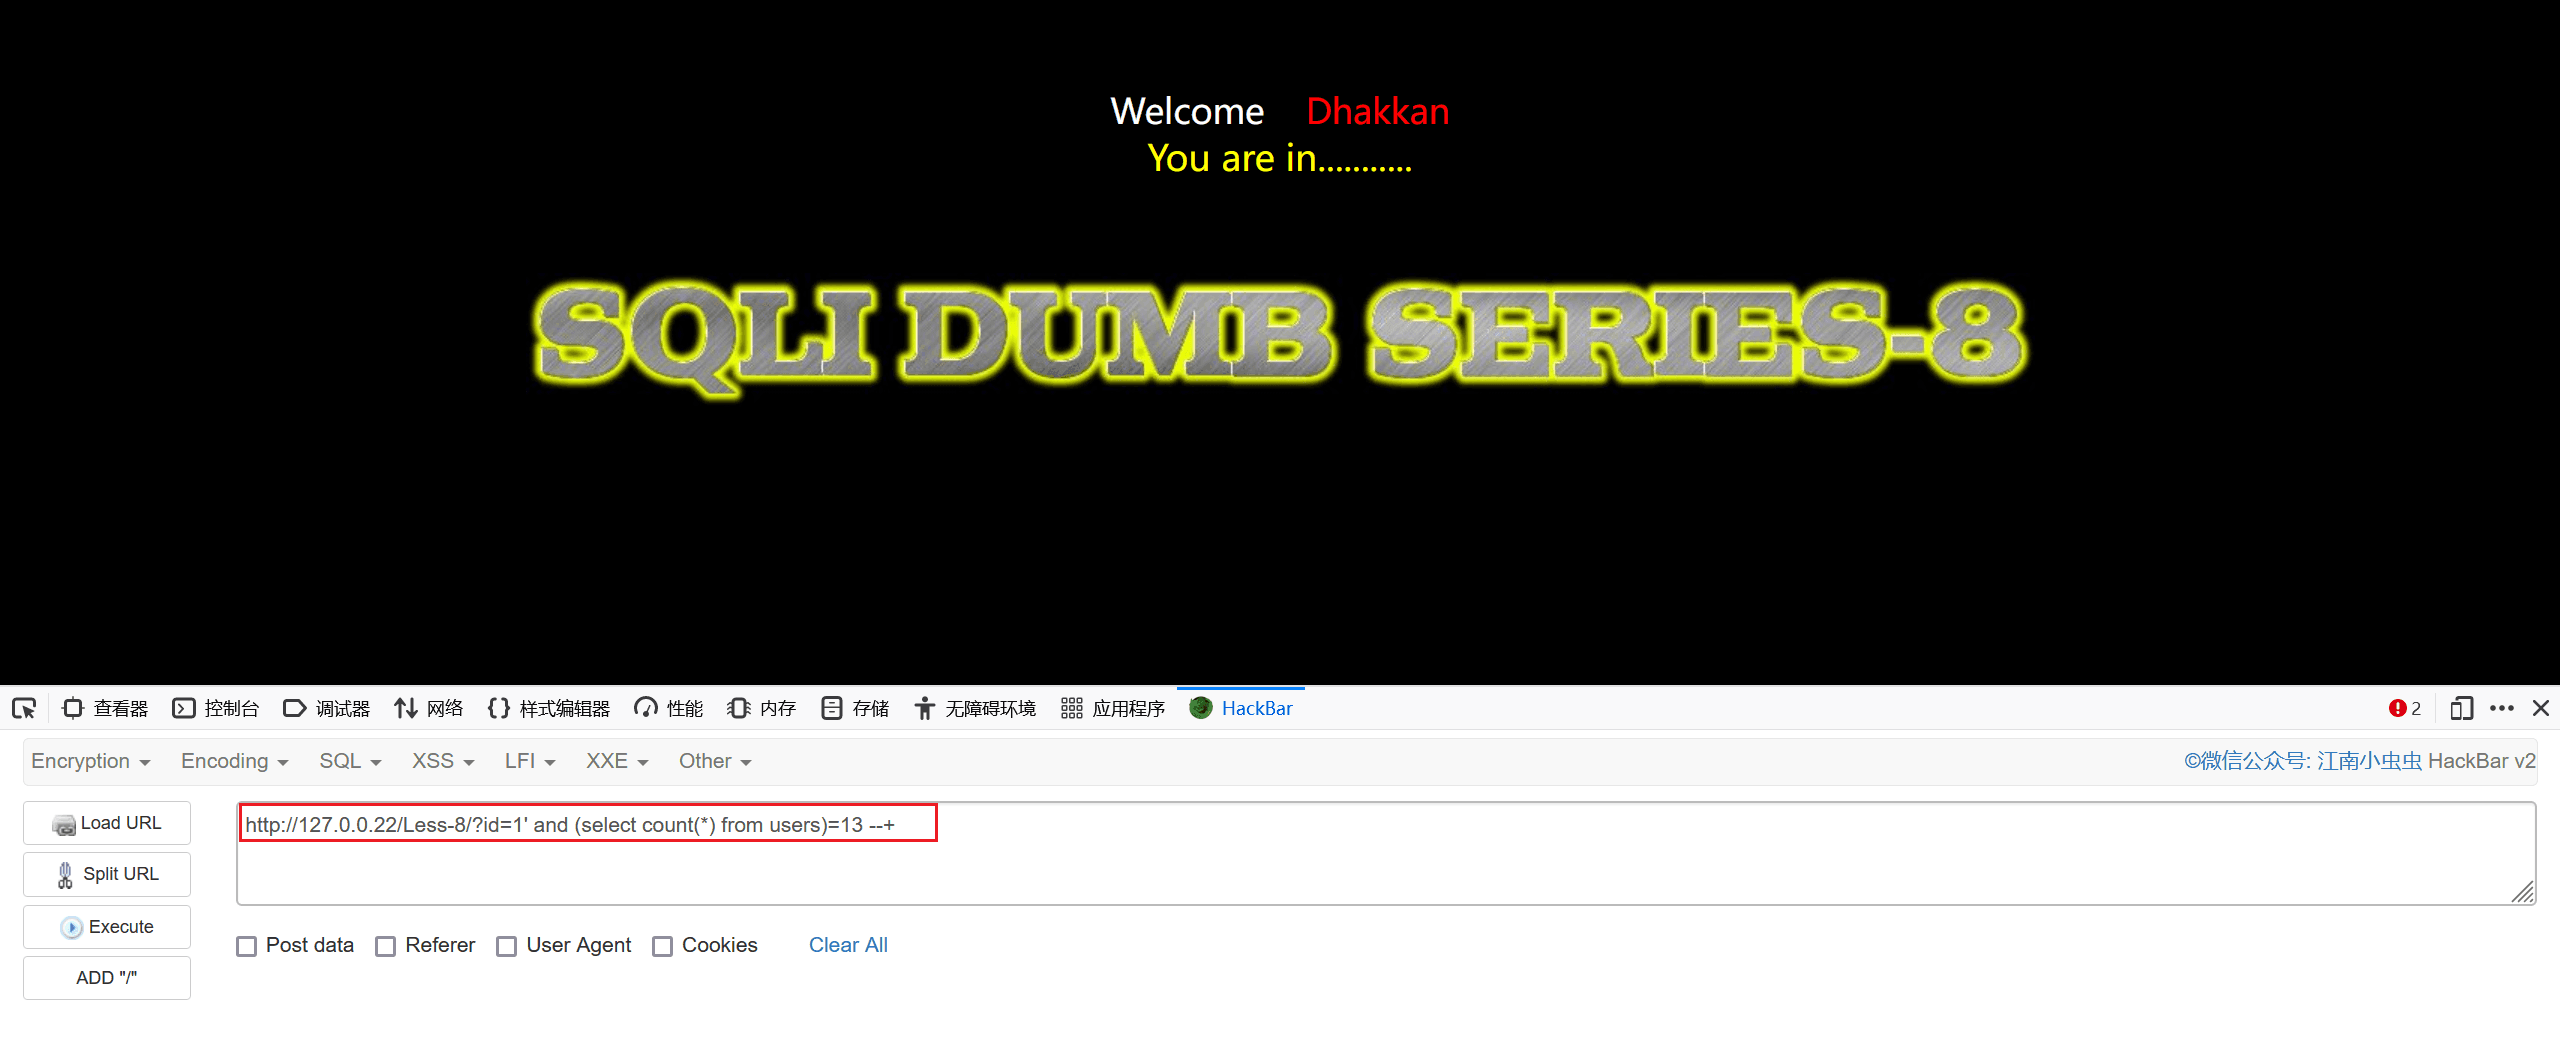 Welcome Dhakkan
You are in...........
SQLI DUMB SERIES-8
查看器 控制台 调试器 网络 样式编辑器 性能 内存 存储 无障碍环境 应用程序 HackBar 2
Encryption Encoding SQL XSS LFI XXE Other ©微信公众号: 江南小虫虫 HackBar v2
Load URL
http://127.0.0.22/Less-8/?id=1' and (select count(*) from users)=13 --+
Split URL
Execute
Post data Referer User Agent Cookies Clear All
ADD "/"